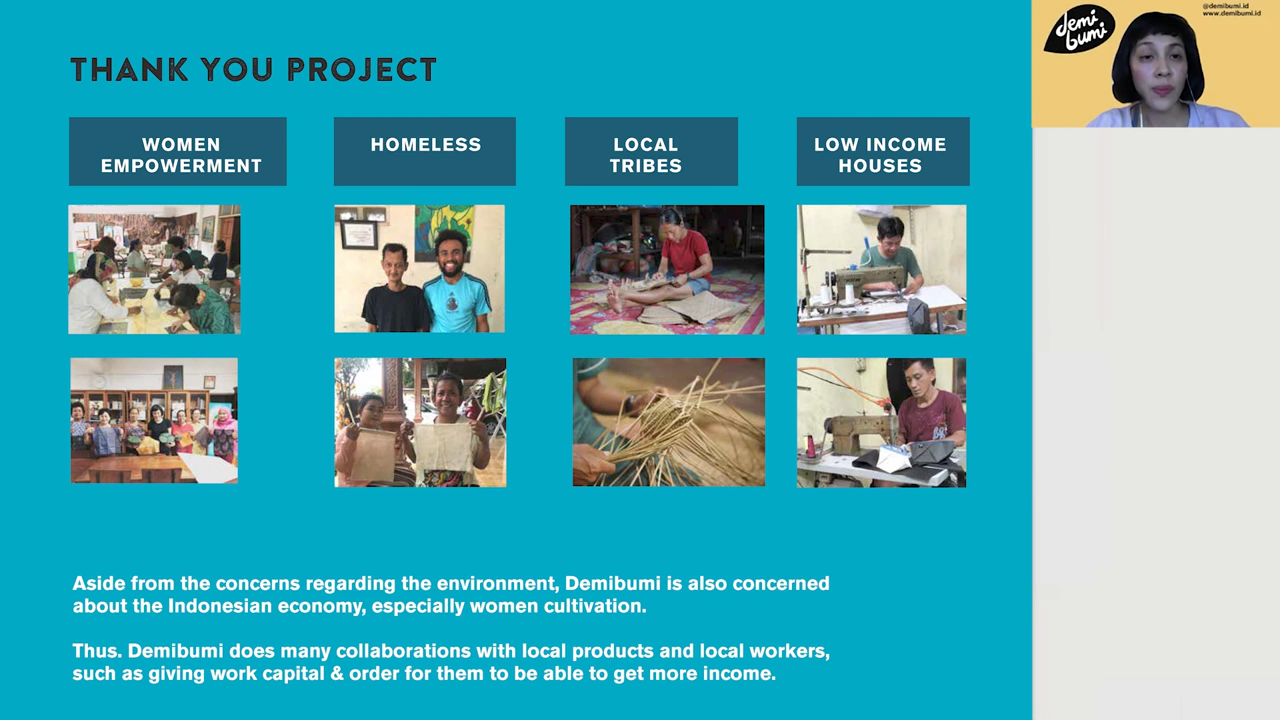 THANK YOU PROJECT
WOMEN
EMPOWERMENT
HOMELESS
LOCAL
TRIBES
LOW INCOME
HOUSES
Aside from the concerns regarding the environment, Demibumi is also concerned
about the Indonesian economy, especially women cultivation.
Thus. Demibumi does many collaborations with local products and local workers,
such as giving work capital & order for them to be able to get more income.
demi
bumi
@demibumi.id
www.demibumi.id